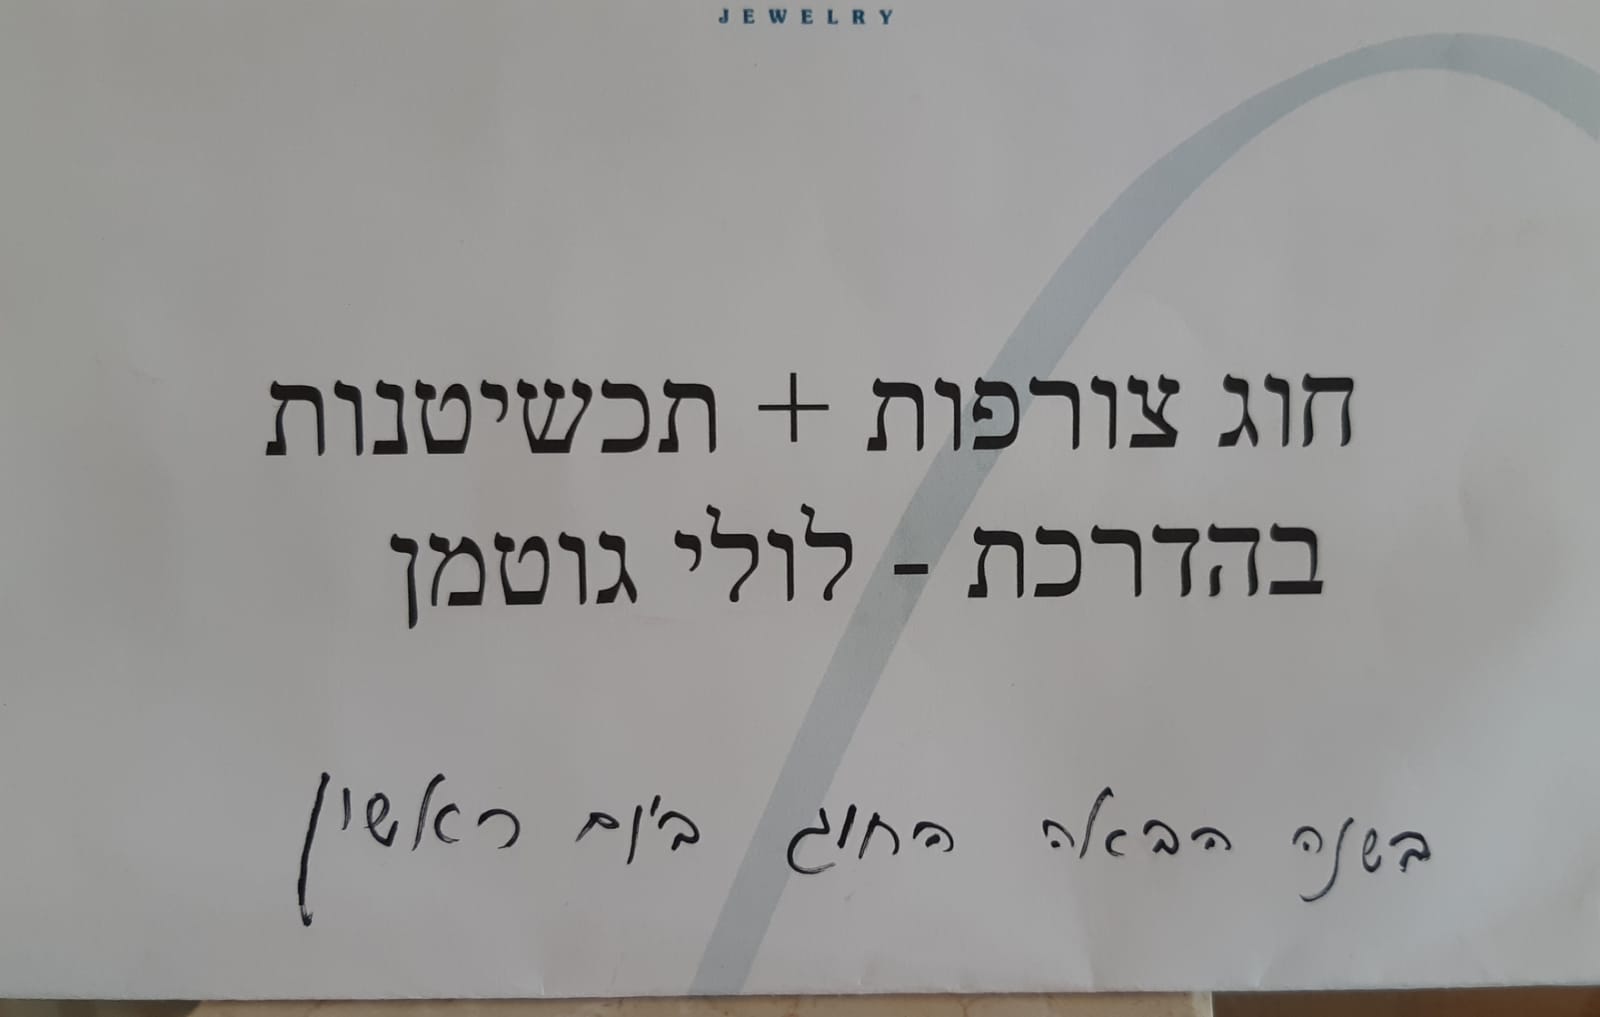 JEWELRY
חוג צורפות + תכשיטנות
בהדרכת - לולי גוטמן
בשנה הבאה החוג ביום ראשון